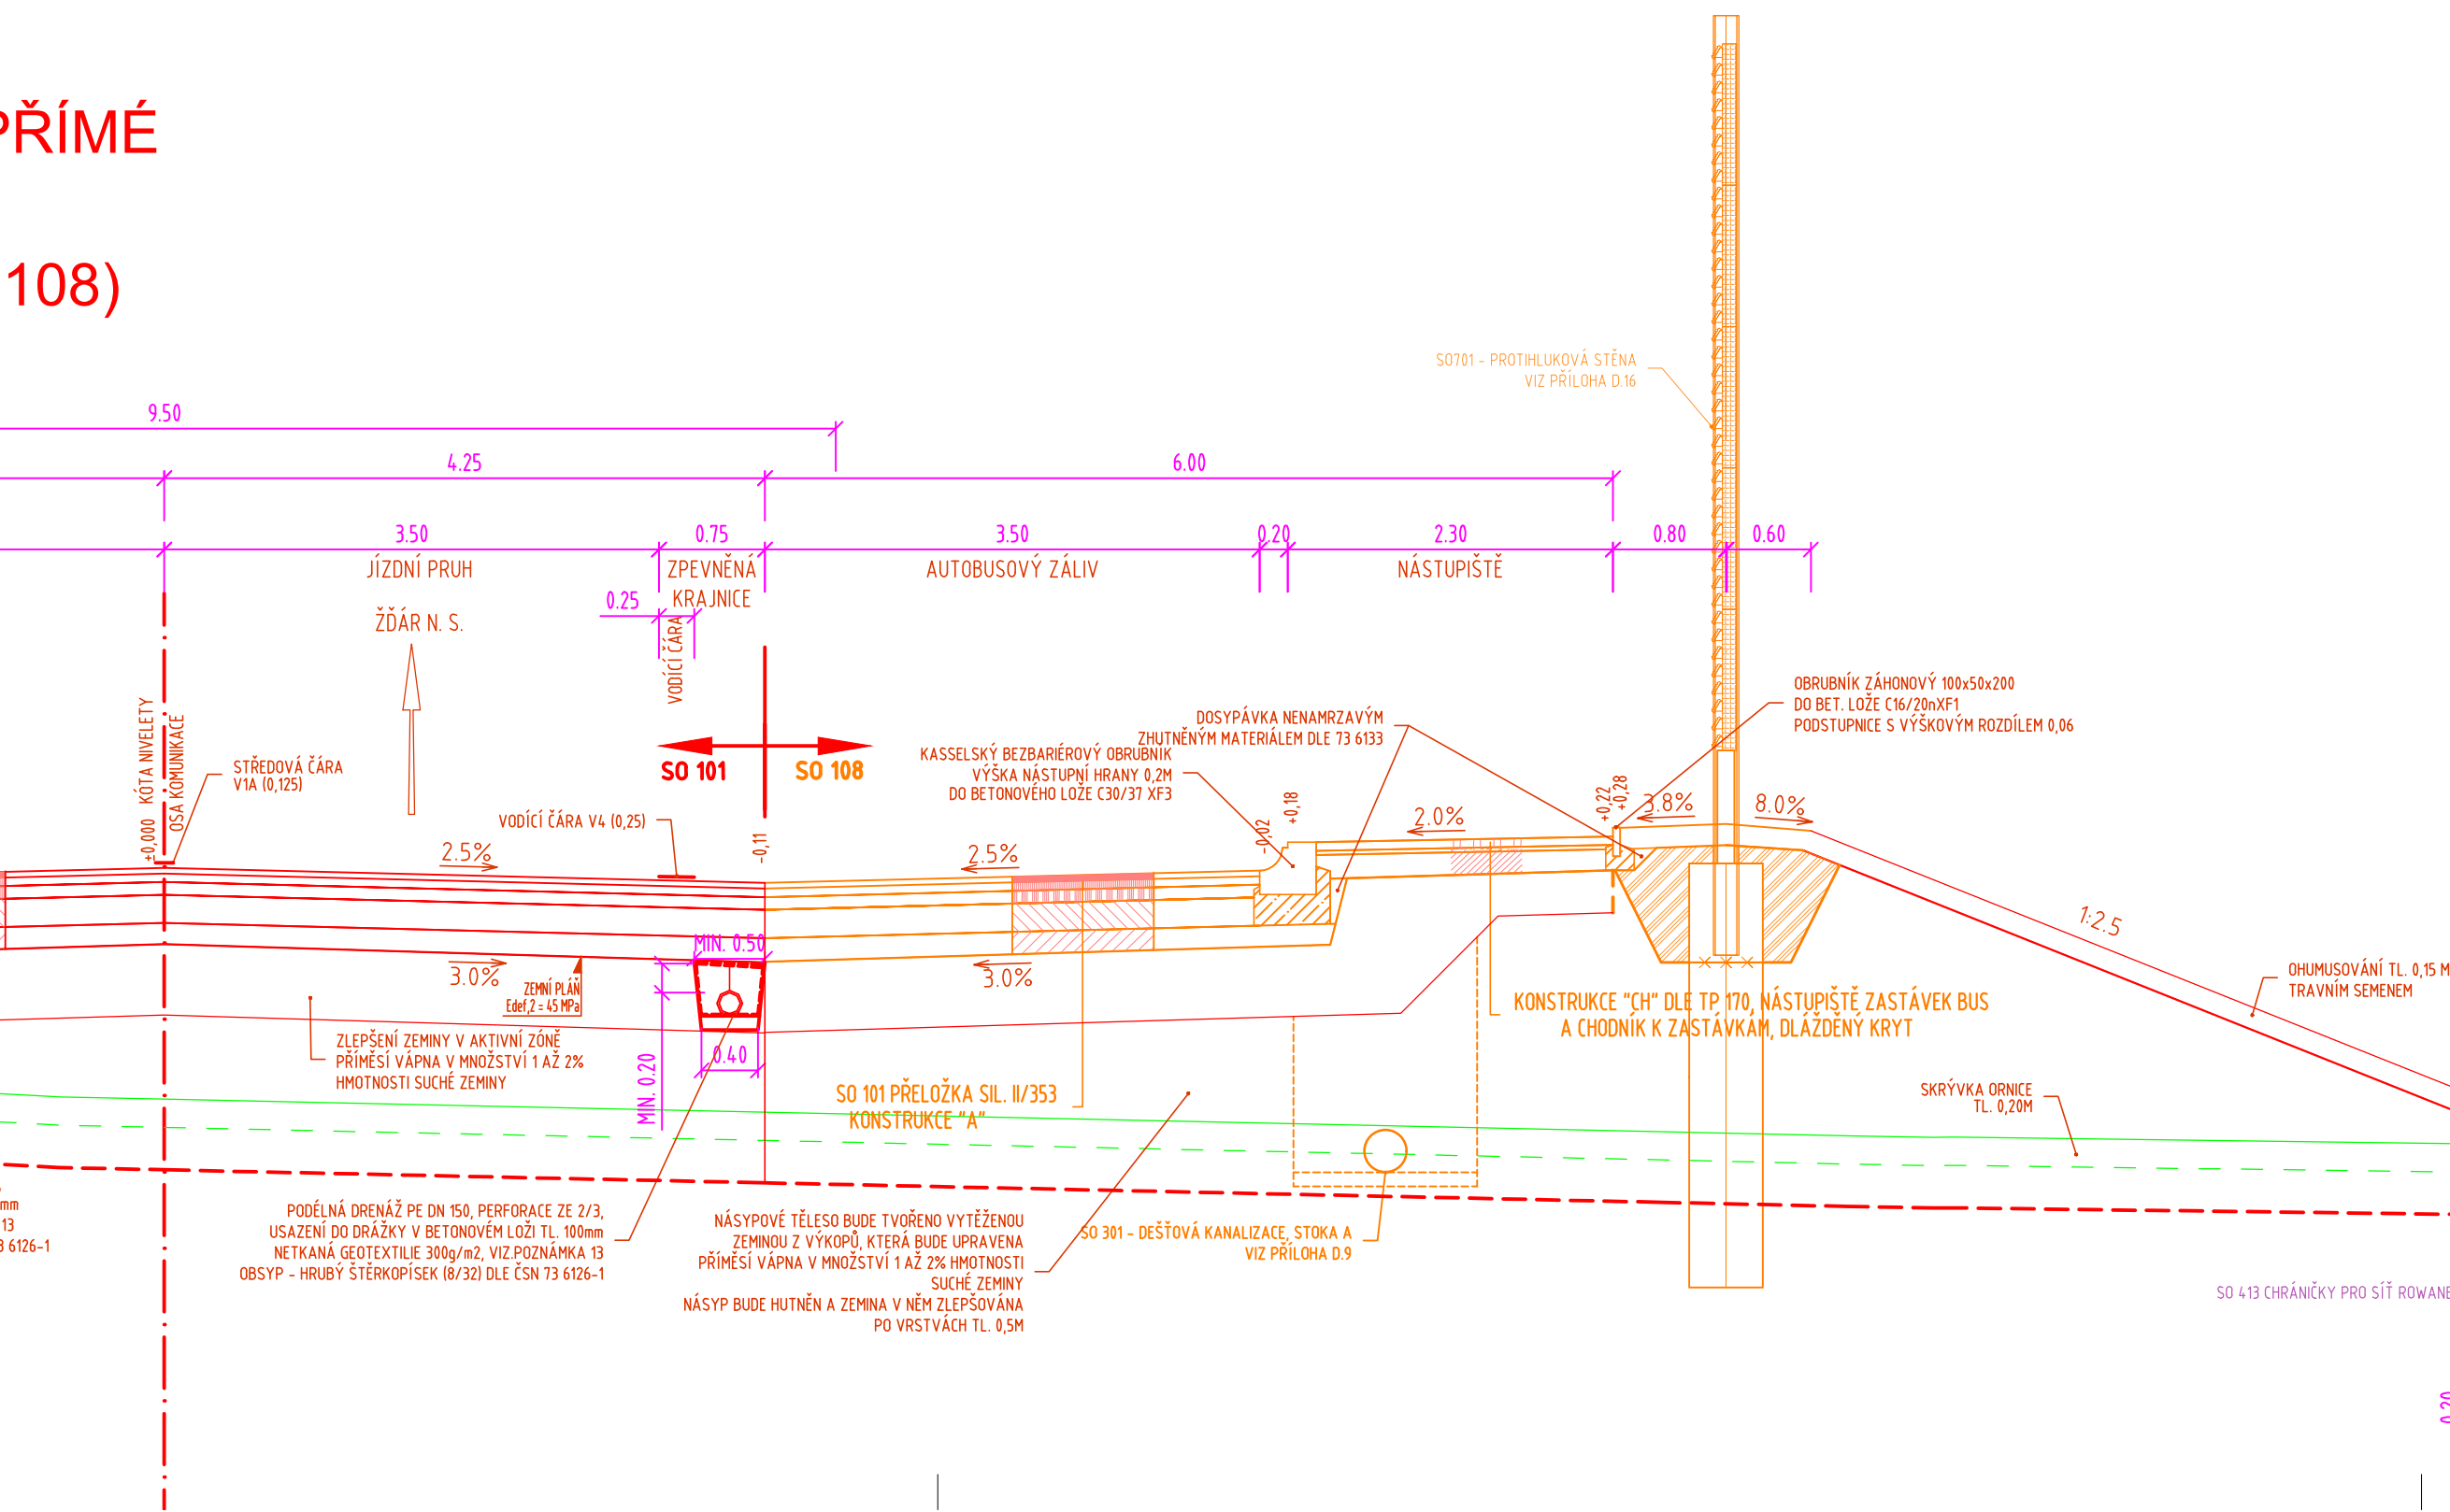 PŘÍMÉ
108)
SO701 - PROTIHLUKOVÁ STĚNA
VIZ PŘÍLOHA D.16
9.50
4.25
6.00
3.50
0.75
3.50
0.20
2.30
0.80
0.60
JÍZDNÍ PRUH
ZPEVNĚNÁ
KRAJNICE
AUTOBUSOVÝ ZÁLIV
NÁSTUPIŠTĚ
0.25
ŽĎÁR N. S.
VODÍCÍ ČÁRA
±0,000 KÓTA NIVELETY
OSA KOMUNIKACE
STŘEDOVÁ ČÁRA
V1A (0,125)
SO 101
SO 108
VODÍCÍ ČÁRA V4 (0,25)
-0,11
DOSYPÁVKA NENAMRZAVÝM
ZHUTNĚNÝM MATERIÁLEM DLE 73 6133
KASSELSKÝ BEZBARIÉROVÝ OBRUBNÍK
VÝŠKA NÁSTUPNÍ HRANY 0,2M
DO BETONOVÉHO LOŽE C30/37 XF3
OBRUBNÍK ZÁHONOVÝ 100x50x200
DO BET. LOŽE C16/20nXF1
PODSTUPNICE S VÝŠKOVÝM ROZDÍLEM 0,06
-0,02
+0,18
+0,22
+0,28
2.5%
2.5%
2.0%
3.8%
8.0%
1:2.5
MIN. 0.50
3.0%
3.0%
ZEMNÍ PLÁŇ
Edef,2 = 45 MPa
OHUMUSOVÁNÍ TL. 0,15 M
TRAVNÍM SEMENEM
KONSTRUKCE "CH" DLE TP 170, NÁSTUPIŠTĚ ZASTÁVEK BUS
A CHODNÍK K ZASTÁVKÁM, DLÁŽDĚNÝ KRYT
ZLEPŠENÍ ZEMINY V AKTIVNÍ ZÓNĚ
PŘÍMĚSÍ VÁPNA V MNOŽSTVÍ 1 AŽ 2%
HMOTNOSTI SUCHÉ ZEMINY
0.40
MIN. 0.20
SO 101 PŘELOŽKA SIL. II/353
KONSTRUKCE "A"
SKRÝVKA ORNICE
TL. 0,20M
mm
13
6126-1
PODÉLNÁ DRENÁŽ PE DN 150, PERFORACE ZE 2/3,
USAZENÍ DO DRÁŽKY V BETONOVÉM LOŽI TL. 100mm
NETKANÁ GEOTEXTILIE 300g/m2, VIZ.POZNÁMKA 13
OBSYP - HRUBÝ ŠTĚRKOPÍSEK (8/32) DLE ČSN 73 6126-1
NÁSYPOVÉ TĚLESO BUDE TVOŘENO VYTĚŽENOU
ZEMINOU Z VÝKOPŮ, KTERÁ BUDE UPRAVENA
PŘÍMĚSÍ VÁPNA V MNOŽSTVÍ 1 AŽ 2% HMOTNOSTI
SUCHÉ ZEMINY
NÁSYP BUDE HUTNĚN A ZEMINA V NĚM ZLEPŠOVÁNA
PO VRSTVÁCH TL. 0,5M
SO 301 - DEŠŤOVÁ KANALIZACE, STOKA A
VIZ PŘÍLOHA D.9
SO 413 CHRÁNIČKY PRO SÍŤ ROWANE